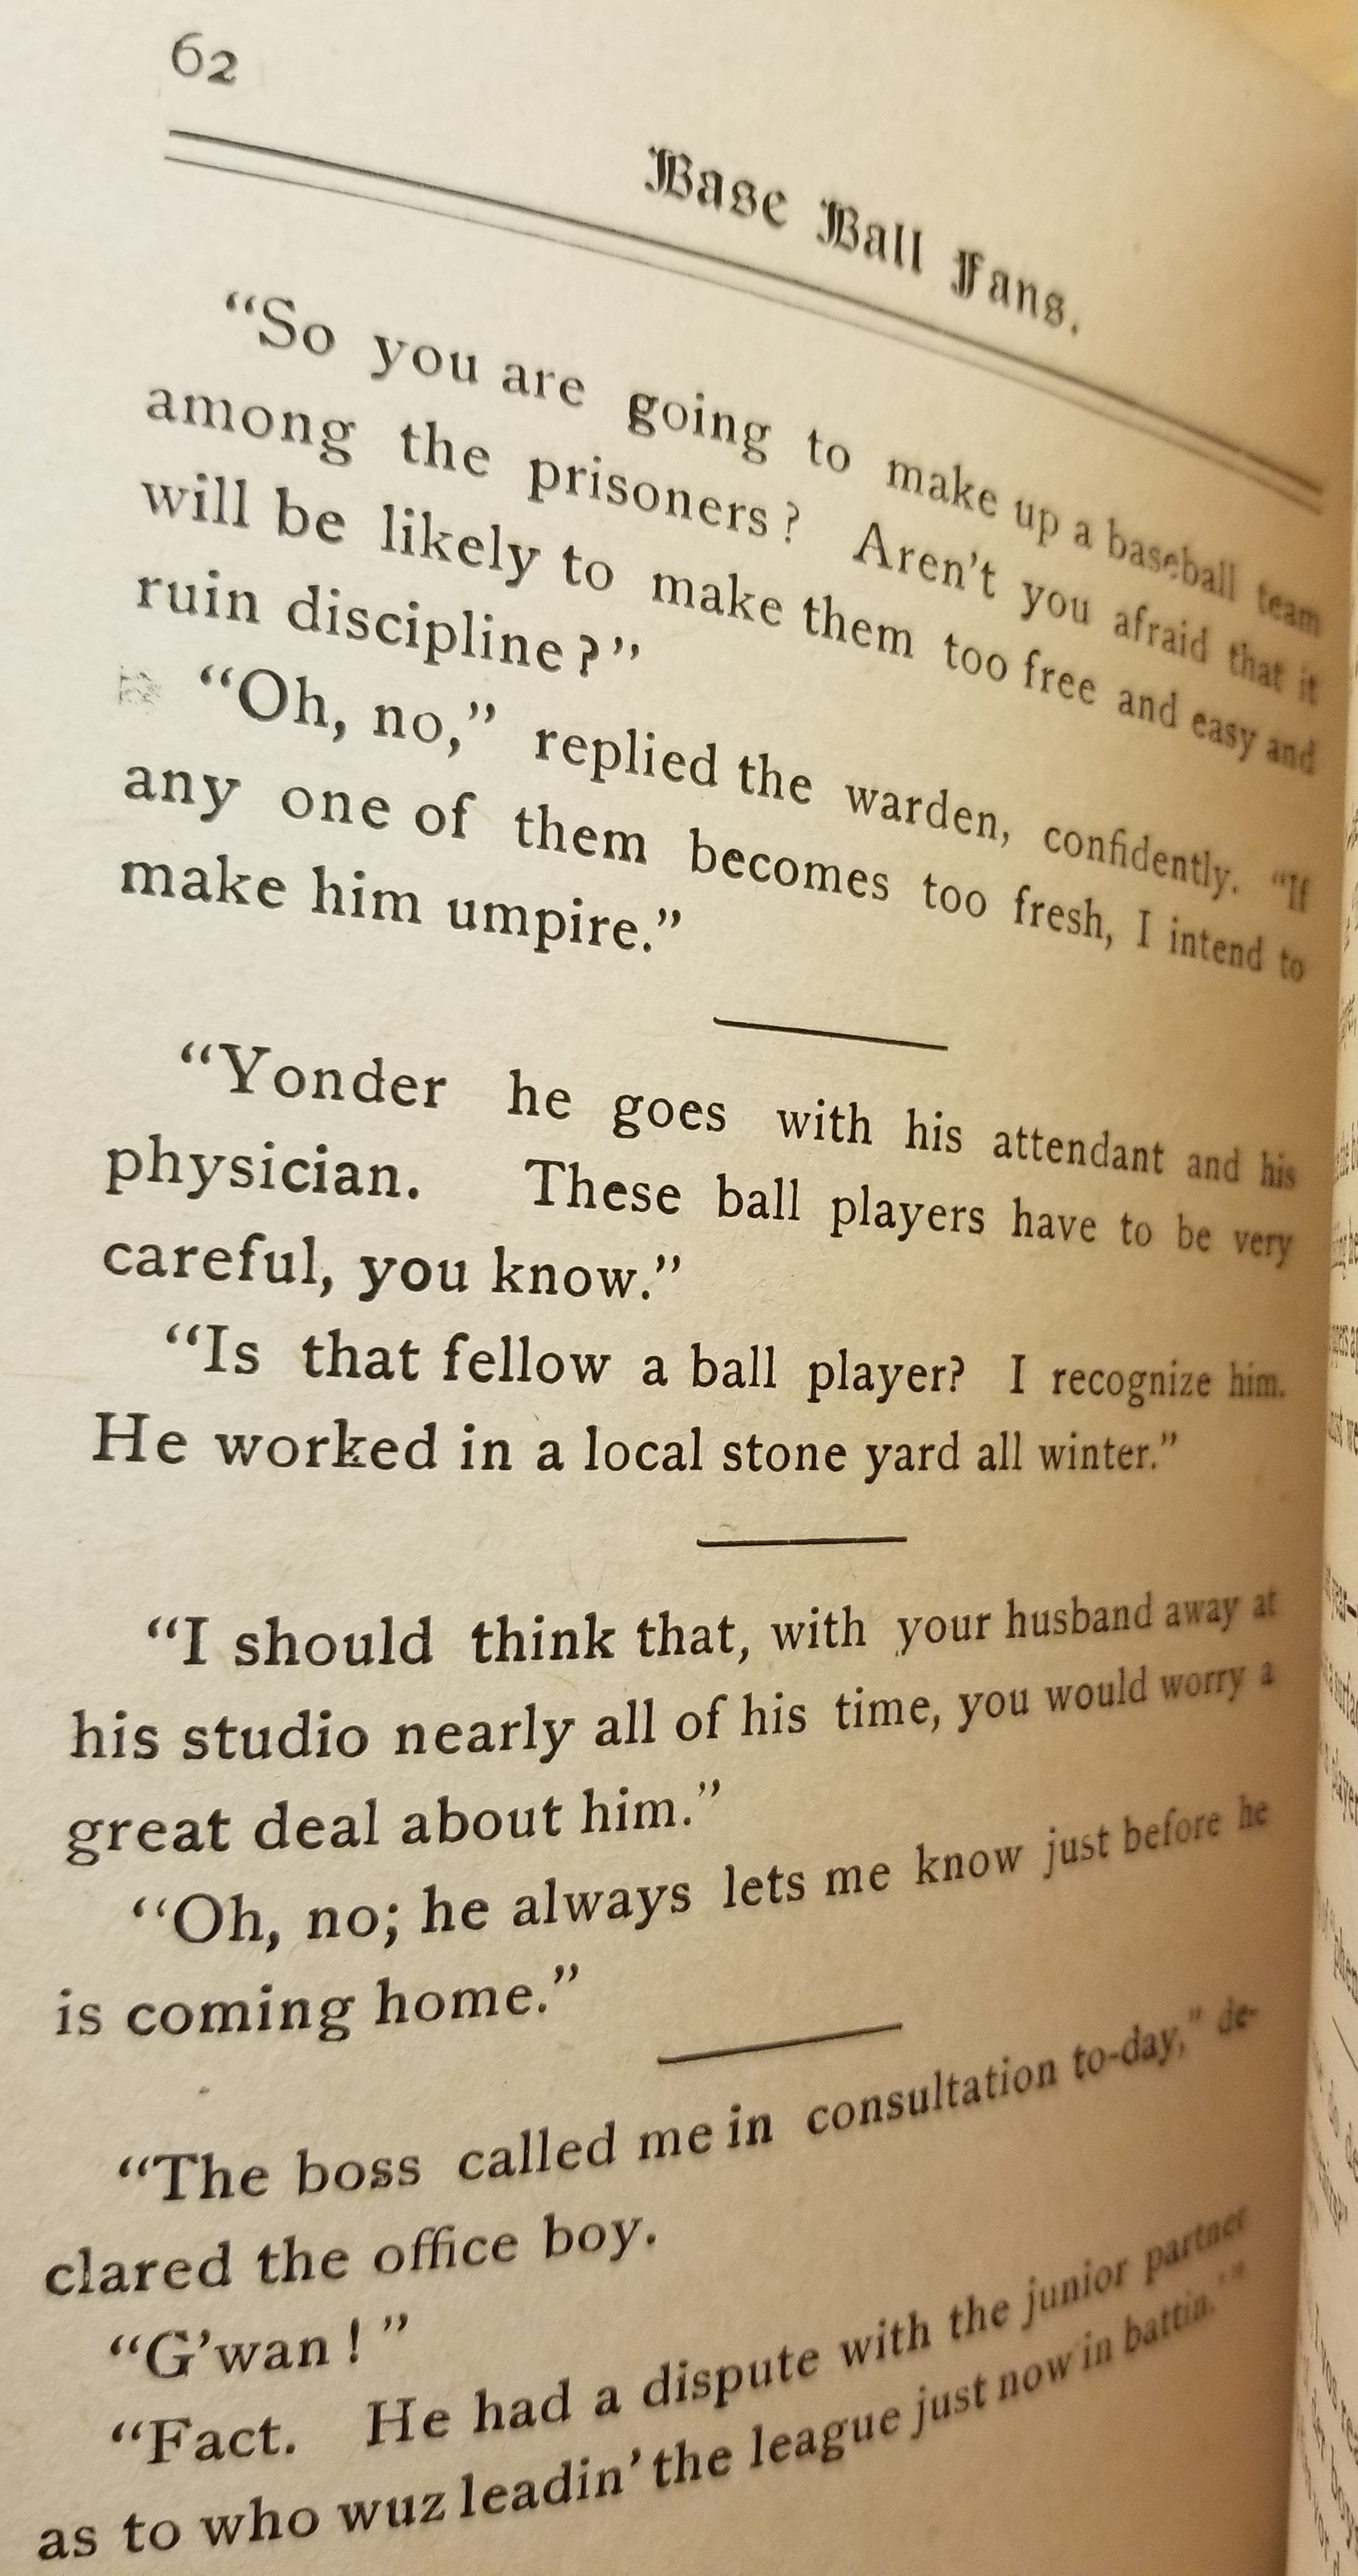 62
Base Ball Fans.
“So you are going to make up a baseball team
among the prisoners? Aren’t you afraid that it
will be likely to make them too free and easy and
ruin discipline?”
“Oh, no,” replied the warden, confidently. “If
any one of them becomes too fresh, I intend to
make him umpire.”
“Yonder he goes with his attendant and his
physician. These ball players have to be very
careful, you know.”
“Is that fellow a ball player? I recognize him.
He worked in a local stone yard all winter.”
“I should think that, with your husband away at
his studio nearly all of his time, you would worry a
great deal about him.”
“Oh, no; he always lets me know just before he
is coming home.”
“The boss called me in consultation to-day,” de-
clared the office boy.
“G’wan!”
“Fact. He had a dispute with the junior partner
as to who wuz leadin’ the league just now in battin.’”